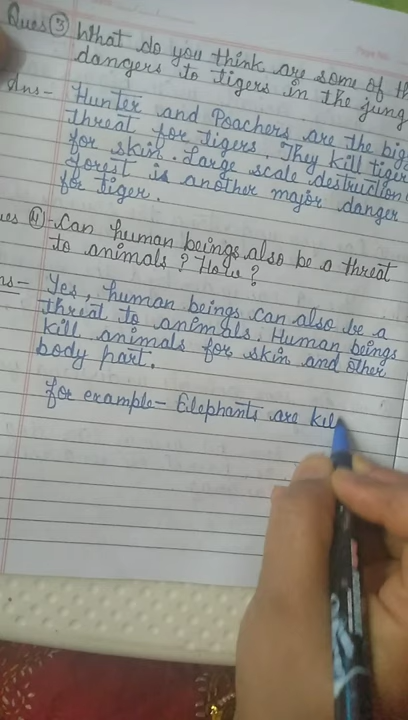 Ques ③ What do you think are some of th
dangers to tigers in the jung
Ans- Hunter and Poachers are the big
threat for tigers. They kill tiger
for skin. Large scale destruction
forest is another major danger
for tiger.
ues ④ Can human beings also be a threat
to animals? How?
ns- Yes, human beings can also be a
threat to animals. Human beings
kill animals for skin and other
body part.
for example- Elephants are kil